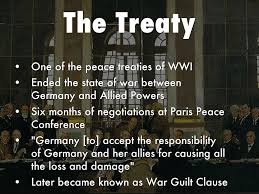 The Treaty
• One of the peace treaties of WWI
• Ended the state of war between
Germany and Allied Powers
• Six months of negotiations at Paris Peace
Conference
• "Germany [to] accept the responsibility
of Germany and her allies for causing all
the loss and damage"
• Later became known as War Guilt Clause